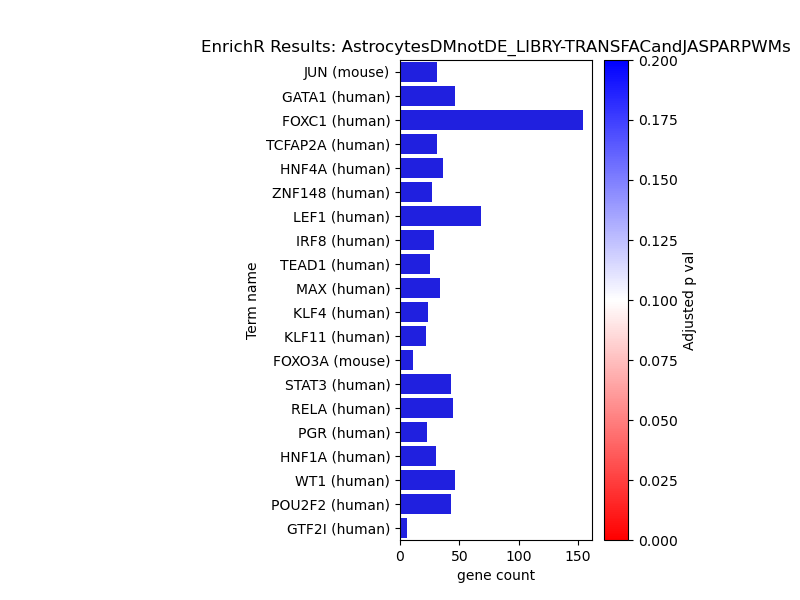 EnrichR Results: AstrocytesDMnotDE_LIBRY-TRANSFACandJASPARPWMs
Term name
JUN (mouse)
GATA1 (human)
FOXC1 (human)
TCFAP2A (human)
HNF4A (human)
ZNF148 (human)
LEF1 (human)
IRF8 (human)
TEAD1 (human)
MAX (human)
KLF4 (human)
KLF11 (human)
FOXO3A (mouse)
STAT3 (human)
RELA (human)
PGR (human)
HNF1A (human)
WT1 (human)
POU2F2 (human)
GTF2I (human)
0 50 100 150
gene count
0.200
0.175
0.150
0.125
0.100
0.075
0.050
0.025
0.000
Adjusted p val